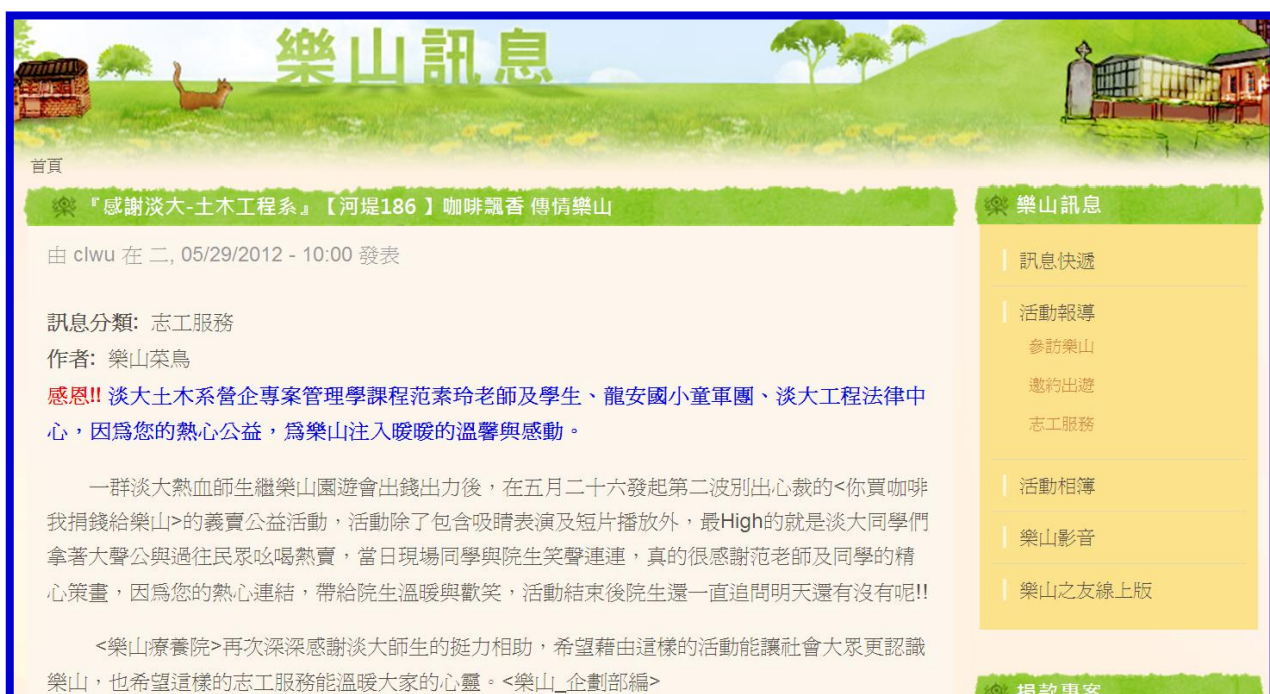 樂山訊息
首頁
『感謝淡大-土木工程系』【河堤186 】咖啡飄香 傳情樂山
由 clwu 在 二, 05/29/2012 - 10:00 發表
訊息分類: 志工服務
作者: 樂山菜鳥
感恩!! 淡大土木系營企專案管理學課程范素玲老師及學生、龍安國小童軍團、淡大工程法律中
心，因為您的熱心公益，為樂山注入暖暖的溫馨與感動。
一群淡大熱血師生繼樂山園遊會出錢出力後，在五月二十六發起第二波別出心裁的<你買咖啡
我捐錢給樂山>的義賣公益活動，活動除了包含吸睛表演及短片播放外，最High的就是淡大同學們
拿著大聲公與過往民眾吆喝熱賣，當日現場同學與院生笑聲連連，真的很感謝范老師及同學的精
心策畫，因為您的熱心連結，帶給院生溫暖與歡笑，活動結束後院生還一直追問明天還有沒有呢!!
<樂山療養院>再次深深感謝淡大師生的挺力相助，希望藉由這樣的活動能讓社會大眾更認識
樂山，也希望這樣的志工服務能溫暖大家的心靈。<樂山_企劃部編>
樂山訊息
訊息快遞
活動報導
參訪樂山
邀約出遊
志工服務
活動相簿
樂山影音
樂山之友線上版
捐款專案